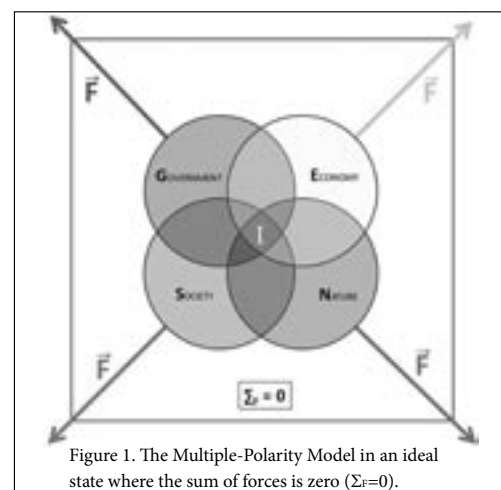 F
F
GOVERNMENT
ECONOMY
I
SOCIETY
NATURE
F
F
ΣF = 0
Figure 1. The Multiple-Polarity Model in an ideal
state where the sum of forces is zero (ΣF=0).